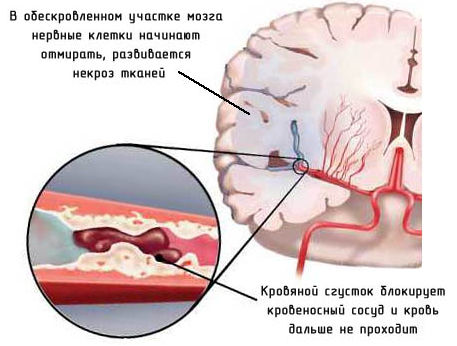 В обескровленном участке мозга
нервные клетки начинают
отмирать, развивается
некроз тканей
Кровяной сгусток блокирует
кровеносный сосуд и кровь
дальше не проходит